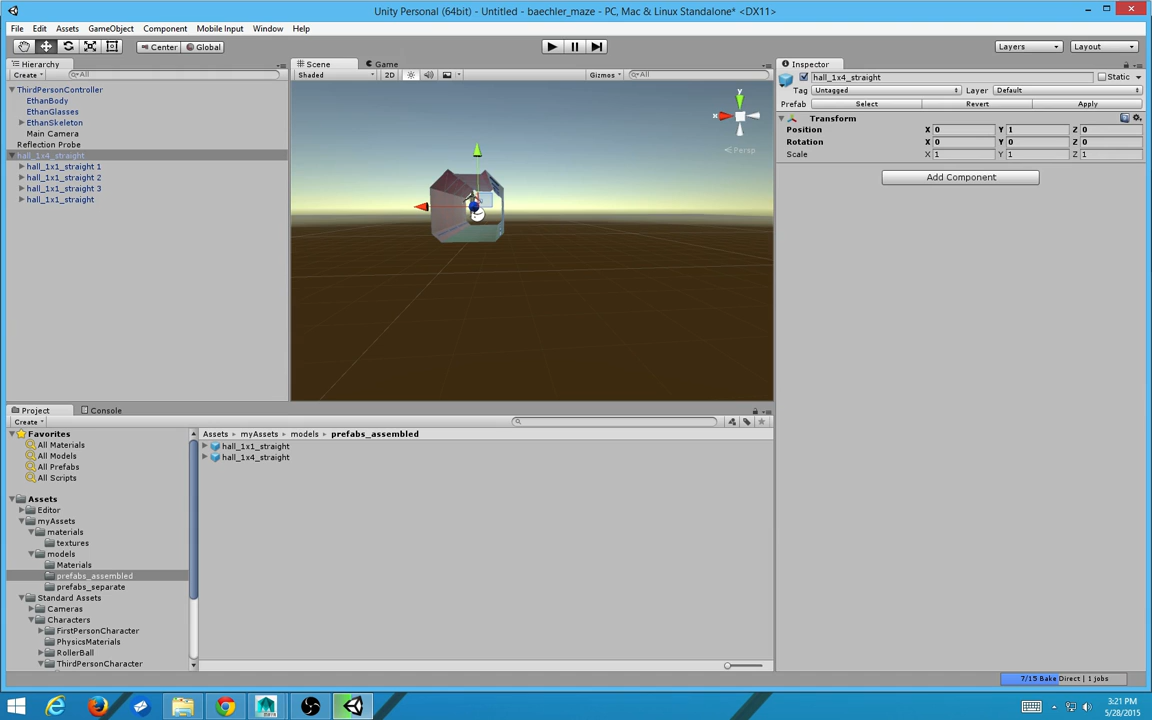 Unity Personal (64bit) - Untitled - baechler_maze - PC, Mac & Linux Standalone* <DX11>
File Edit Assets GameObject Component Mobile Input Window Help
Center Global Layers Layout
Hierarchy
Create All
ThirdPersonController
EthanBody
EthanGlasses
EthanSkeleton
Main Camera
Reflection Probe
hall_1x4_straight
hall_1x1_straight 1
hall_1x1_straight 2
hall_1x1_straight 3
hall_1x1_straight
Scene Game
Shaded 2D Gizmos All
y
x
Persp
Inspector
hall_1x4_straight Static
Tag Untagged Layer Default
Prefab Select Revert Apply
Transform
Position X 0 Y 1 Z 0
Rotation X 0 Y 0 Z 0
Scale X 1 Y 1 Z 1
Add Component
Project Console
Create
Favorites
All Materials
All Models
All Prefabs
All Scripts
Assets
Editor
myAssets
materials
textures
models
Materials
prefabs_assembled
prefabs_separate
Standard Assets
Cameras
Characters
FirstPersonCharacter
PhysicsMaterials
RollerBall
ThirdPersonCharacter
Assets myAssets models prefabs_assembled
hall_1x1_straight
hall_1x4_straight
7/15 Bake Direct | 1 jobs
3:21 PM
5/28/2015